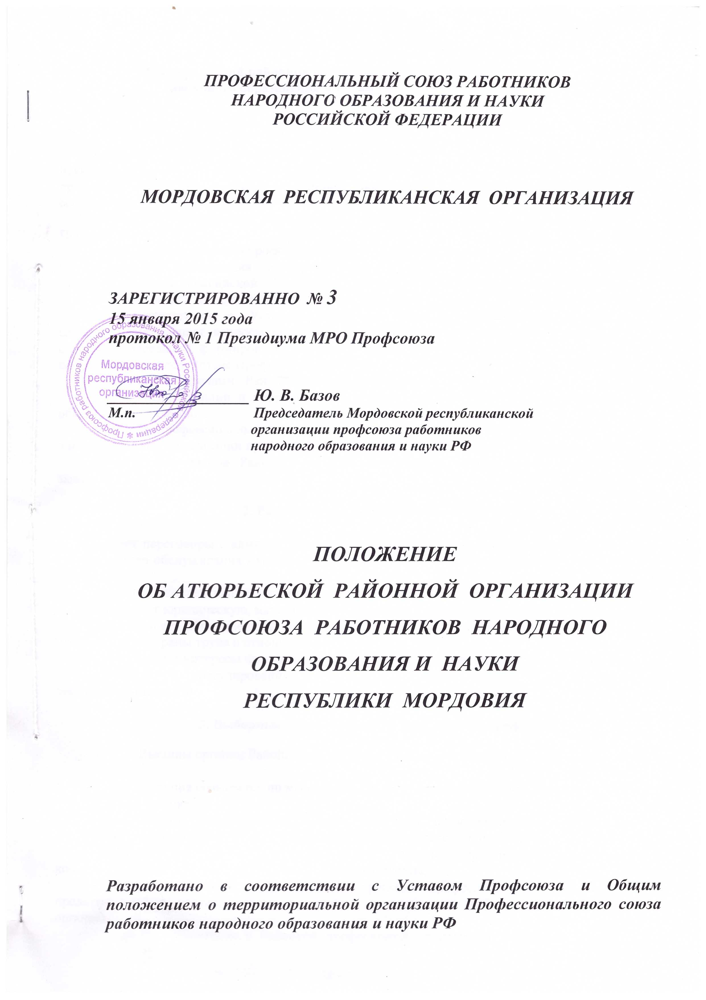 ПРОФЕССИОНАЛЬНЫЙ СОЮЗ РАБОТНИКОВ
НАРОДНОГО ОБРАЗОВАНИЯ И НАУКИ
РОССИЙСКОЙ ФЕДЕРАЦИИ
МОРДОВСКАЯ РЕСПУБЛИКАНСКАЯ ОРГАНИЗАЦИЯ
ЗАРЕГИСТРИРОВАННО № 3
15 января 2015 года
протокол № 1 Президиума МРО Профсоюза
Профсоюз работников народного образования и науки Российской Федерации
Мордовская
республиканская
организация
Ю. В. Базов
М.п. Председатель Мордовской республиканской
организации профсоюза работников
народного образования и науки РФ
ПОЛОЖЕНИЕ
ОБ АТЮРЬЕСКОЙ РАЙОННОЙ ОРГАНИЗАЦИИ
ПРОФСОЮЗА РАБОТНИКОВ НАРОДНОГО
ОБРАЗОВАНИЯ И НАУКИ
РЕСПУБЛИКИ МОРДОВИЯ
Разработано в соответствии с Уставом Профсоюза и Общим
положением о территориальной организации Профессионального союза
работников народного образования и науки РФ